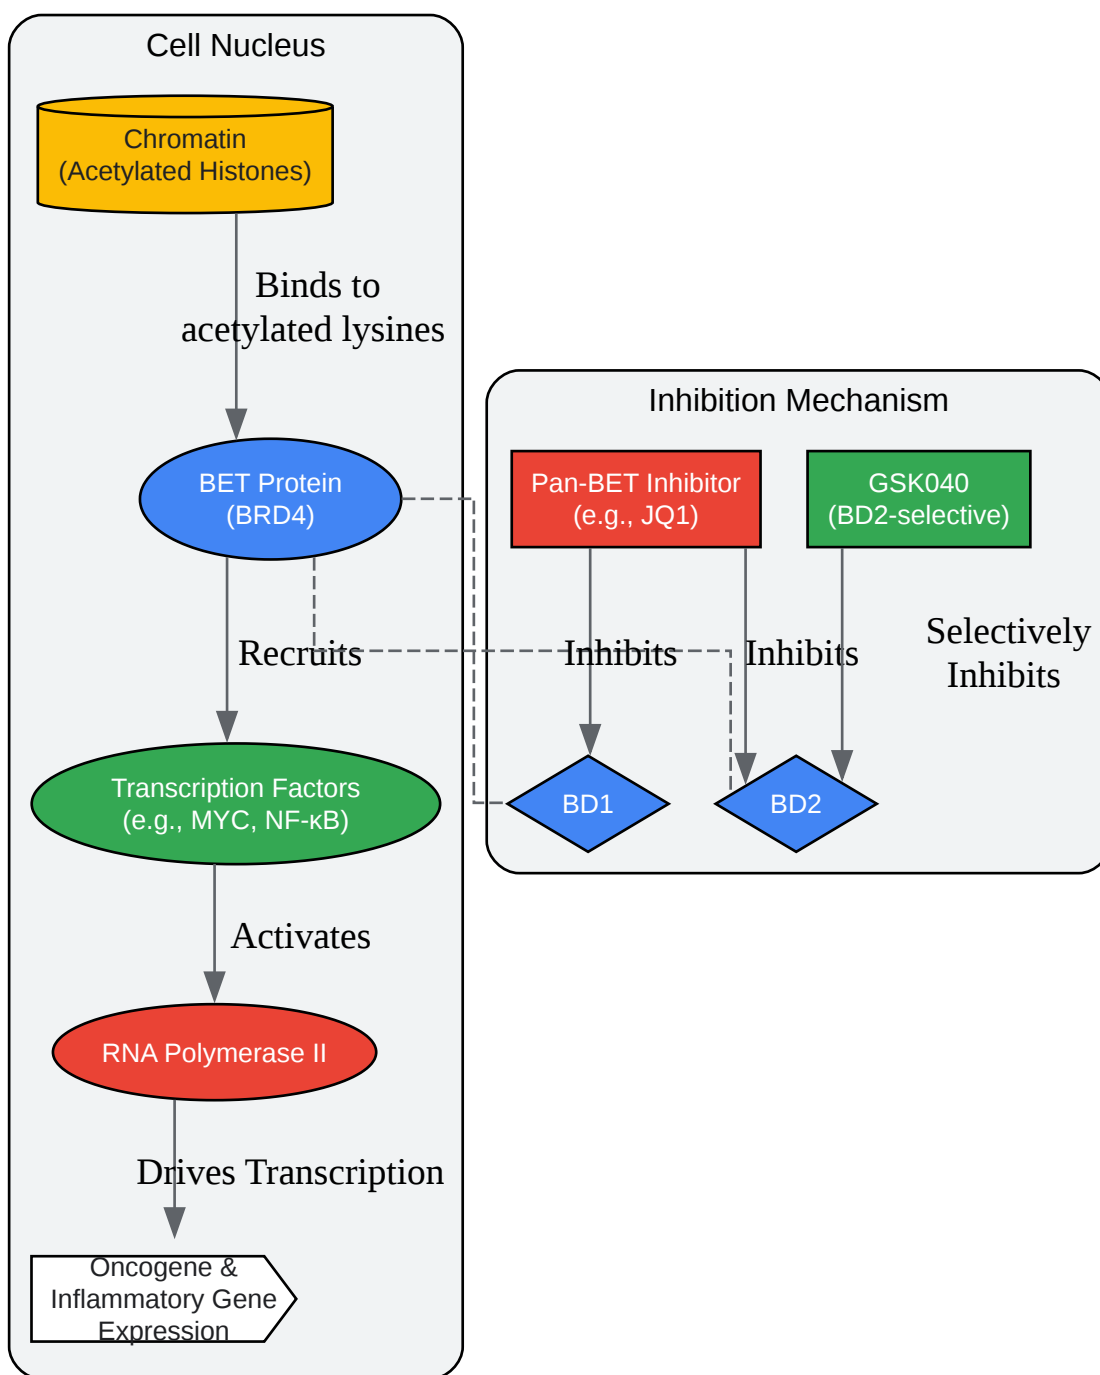 Cell Nucleus
Chromatin
(Acetylated Histones)
Binds to
acetylated lysines
BET Protein
(BRD4)
Recruits
Transcription Factors
(e.g., MYC, NF-κB)
Activates
RNA Polymerase II
Drives Transcription
Oncogene &
Inflammatory Gene
Expression
Inhibition Mechanism
Pan-BET Inhibitor
(e.g., JQ1)
GSK040
(BD2-selective)
Inhibits
Inhibits
Selectively
Inhibits
BD1
BD2